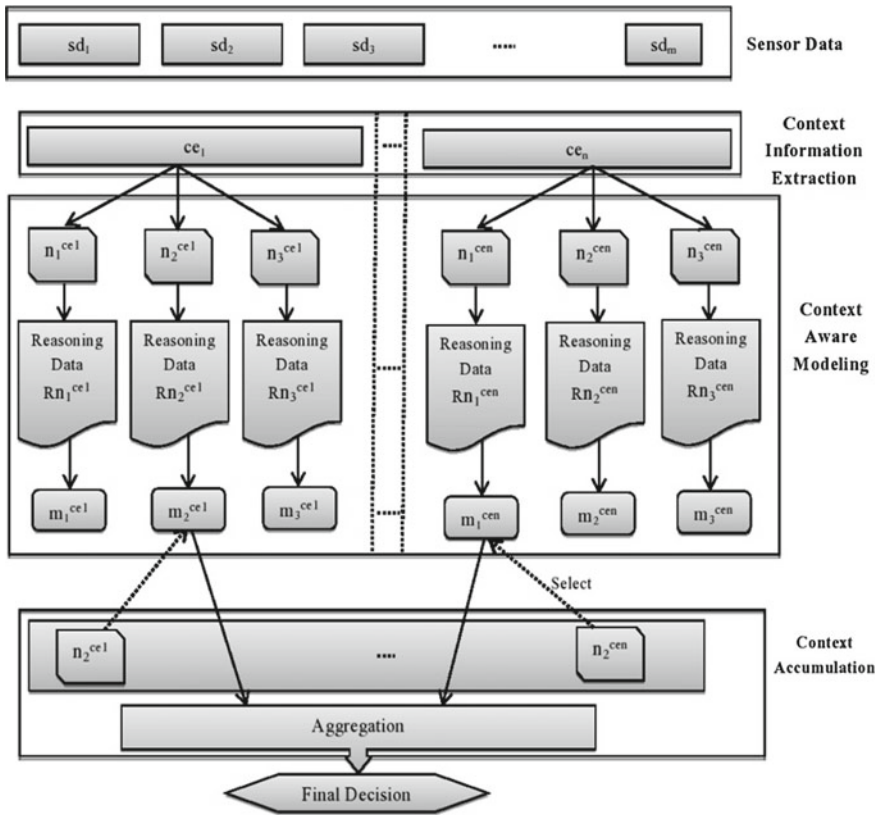 sd₁ sd₂ sd₃ ..... sdₘ
Sensor Data
ce₁ .... ceₙ
Context
Information
Extraction
n₁ᶜᵉ¹ n₂ᶜᵉ¹ n₃ᶜᵉ¹ n₁ᶜᵉⁿ n₂ᶜᵉⁿ n₃ᶜᵉⁿ
Reasoning
Data
Rn₁ᶜᵉ¹
Reasoning
Data
Rn₂ᶜᵉ¹
Reasoning
Data
Rn₃ᶜᵉ¹
.....
Reasoning
Data
Rn₁ᶜᵉⁿ
Reasoning
Data
Rn₂ᶜᵉⁿ
Reasoning
Data
Rn₃ᶜᵉⁿ
Context
Aware
Modeling
m₁ᶜᵉ¹ m₂ᶜᵉ¹ m₃ᶜᵉ¹ ..... m₁ᶜᵉⁿ m₂ᶜᵉⁿ m₃ᶜᵉⁿ
Select
n₂ᶜᵉ¹ .... n₂ᶜᵉⁿ
Context
Accumulation
Aggregation
Final Decision